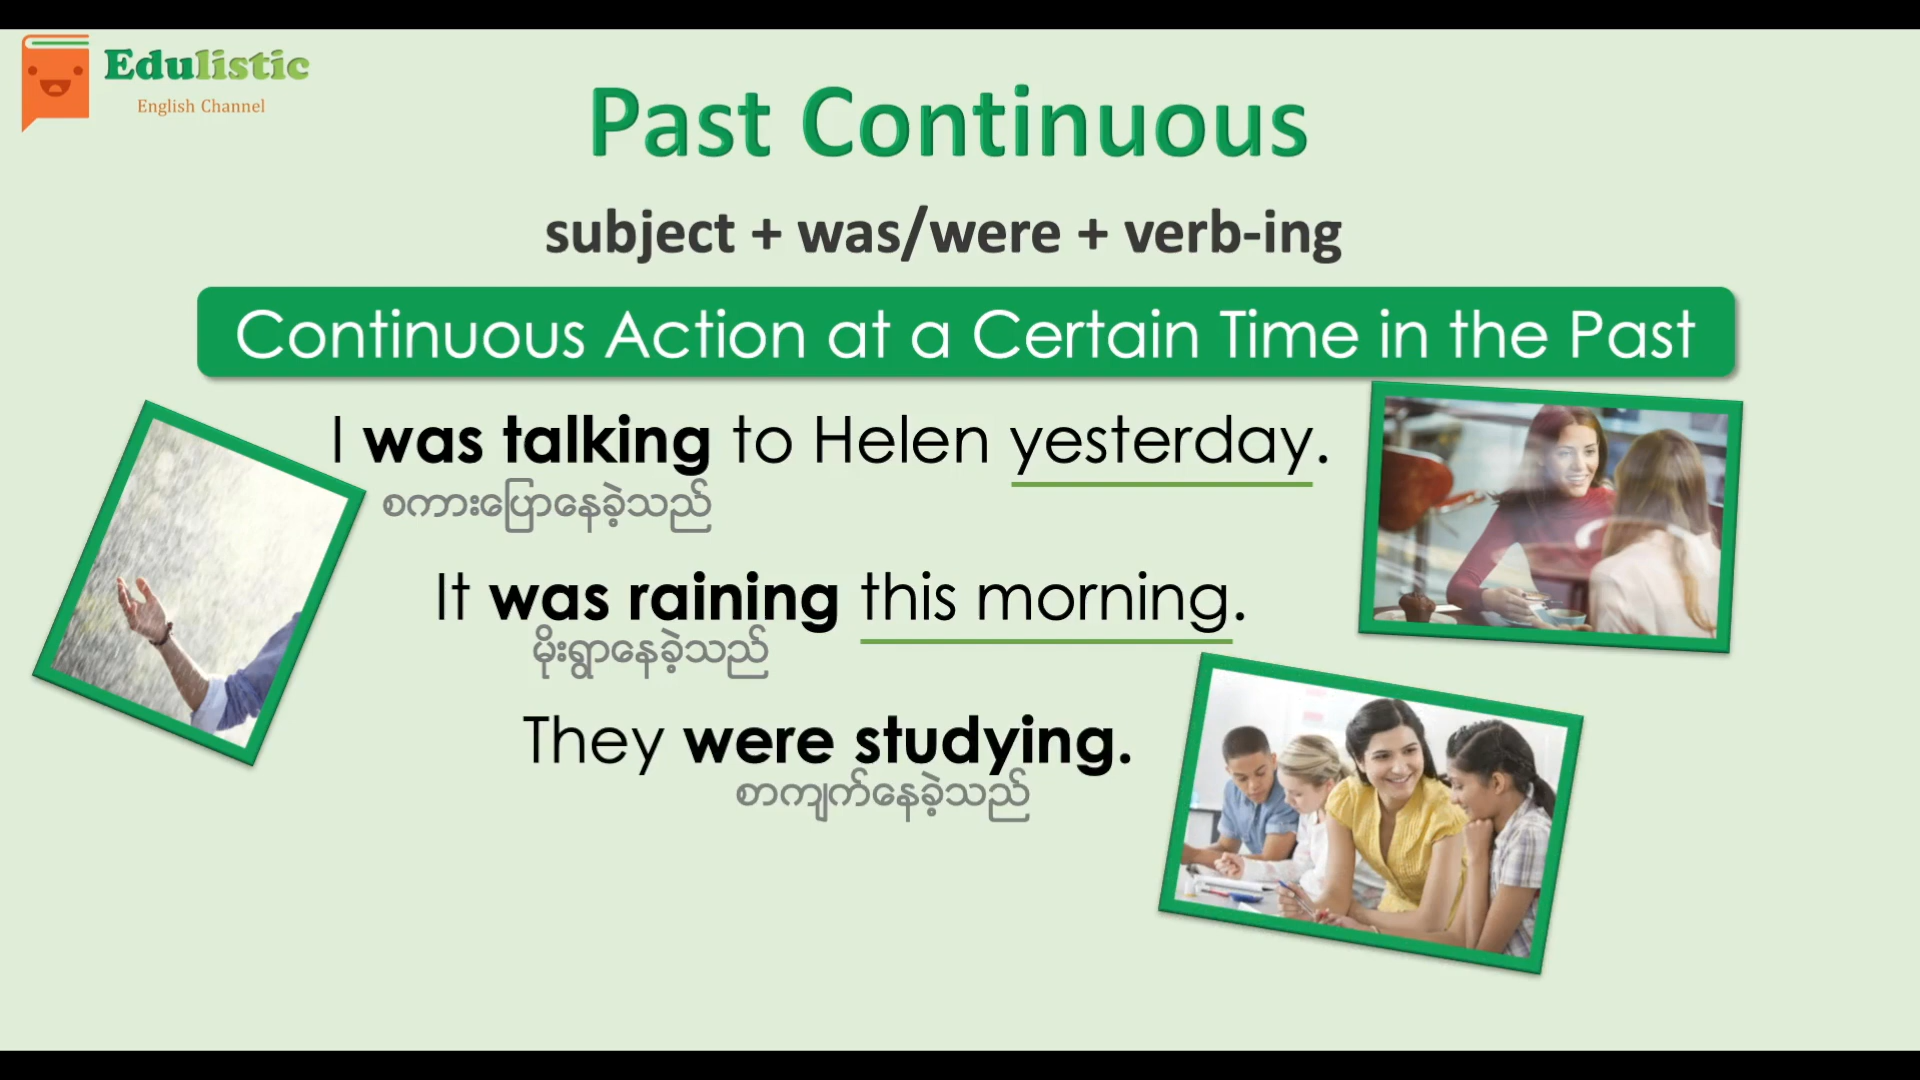 Edulistic
English Channel
Past Continuous
subject + was/were + verb-ing
Continuous Action at a Certain Time in the Past
I was talking to Helen yesterday.
စကားပြောနေခဲ့သည်
It was raining this morning.
မိုးရွာနေခဲ့သည်
They were studying.
စာကျက်နေခဲ့သည်